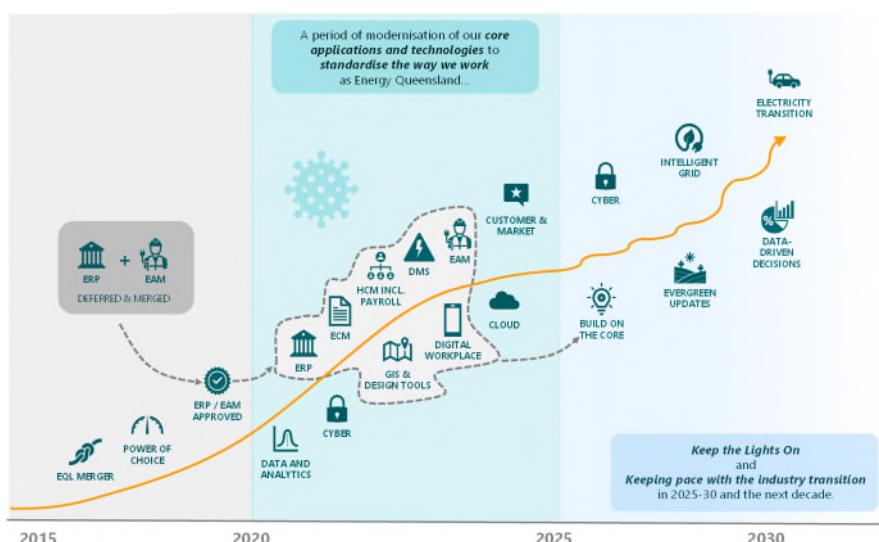 A period of modernisation of our core
applications and technologies to
standardise the way we work
as Energy Queensland...
ELECTRICITY
TRANSITION
INTELLIGENT
GRID
CYBER
CUSTOMER &
MARKET
DATA-
DRIVEN
DECISIONS
ERP
+
EAM
DEFERRED & MERGED
EAM
DMS
HCM INCL.
PAYROLL
ECM
ERP
DIGITAL
WORKPLACE
GIS &
DESIGN TOOLS
CLOUD
BUILD ON
THE CORE
EVERGREEN
UPDATES
ERP / EAM
APPROVED
CYBER
POWER OF
CHOICE
EQL MERGER
DATA AND
ANALYTICS
Keep the Lights On
and
Keeping pace with the industry transition
in 2025-30 and the next decade.
2015
2020
2025
2030